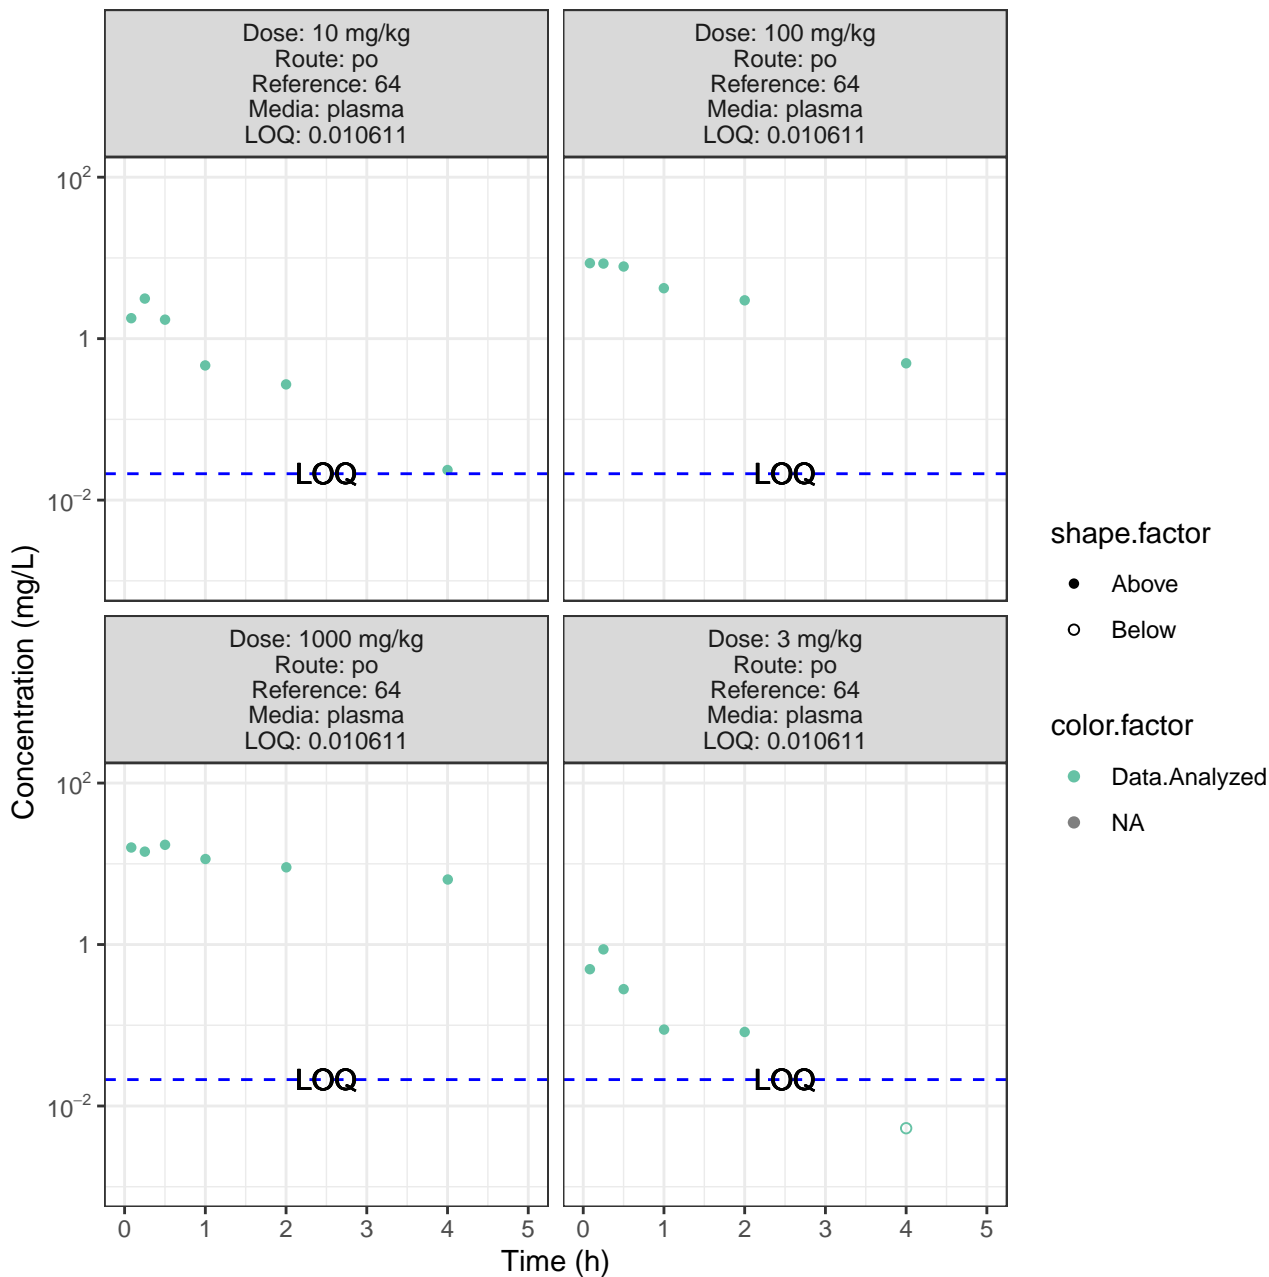 Dose: 10 mg/kg
Route: po
Reference: 64
Media: plasma
LOQ: 0.010611
Dose: 100 mg/kg
Route: po
Reference: 64
Media: plasma
LOQ: 0.010611
10²
1
10⁻²
LOQ
LOQ
Dose: 1000 mg/kg
Route: po
Reference: 64
Media: plasma
LOQ: 0.010611
Dose: 3 mg/kg
Route: po
Reference: 64
Media: plasma
LOQ: 0.010611
10²
1
10⁻²
LOQ
LOQ
0 1 2 3 4 5
0 1 2 3 4 5
Time (h)
Concentration (mg/L)
shape.factor
Above
Below
color.factor
Data.Analyzed
NA